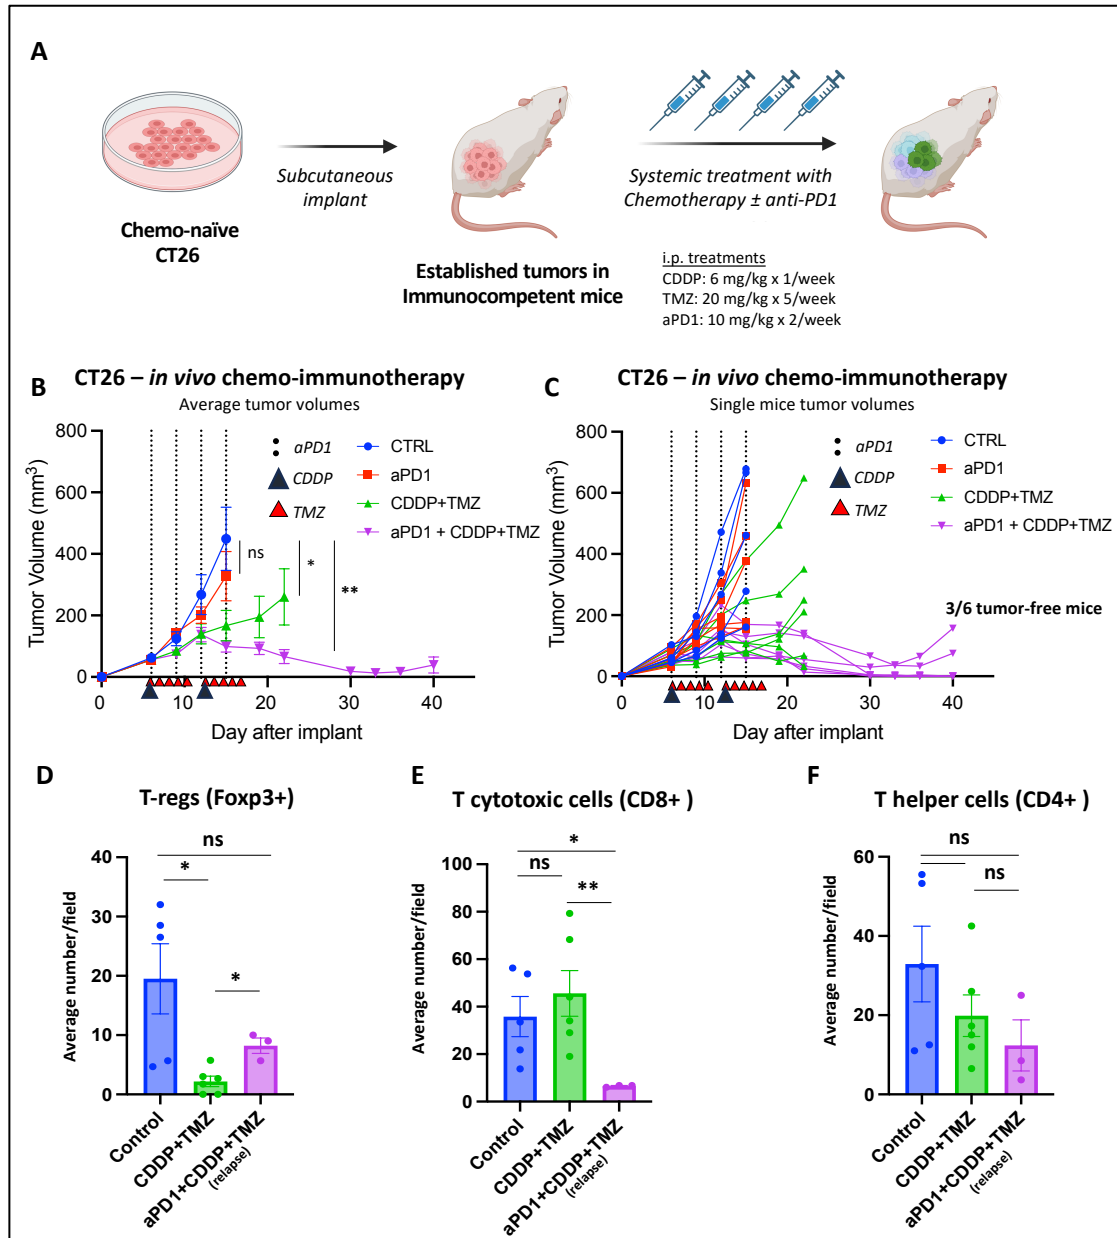 A
Chemo-naïve
CT26
Subcutaneous
implant
Established tumors in
Immunocompetent mice
Systemic treatment with
Chemotherapy ± anti-PD1
i.p. treatments
CDDP: 6 mg/kg x 1/week
TMZ: 20 mg/kg x 5/week
aPD1: 10 mg/kg x 2/week
B
CT26 – in vivo chemo-immunotherapy
Average tumor volumes
Tumor Volume (mm³)
800
600
400
200
0
0
10
20
30
40
Day after implant
aPD1
CDDP
TMZ
CTRL
aPD1
CDDP+TMZ
aPD1 + CDDP+TMZ
ns
*
**
C
CT26 – in vivo chemo-immunotherapy
Single mice tumor volumes
Tumor Volume (mm³)
800
600
400
200
0
0
10
20
30
40
Day after implant
aPD1
CDDP
TMZ
CTRL
aPD1
CDDP+TMZ
aPD1 + CDDP+TMZ
3/6 tumor-free mice
D
T-regs (Foxp3+)
Average number/field
40
30
20
10
0
ns
*
*
Control
CDDP+TMZ
aPD1+CDDP+TMZ
(relapse)
E
T cytotoxic cells (CD8+ )
Average number/field
100
80
60
40
20
0
*
ns
**
Control
CDDP+TMZ
aPD1+CDDP+TMZ
(relapse)
F
T helper cells (CD4+ )
Average number/field
60
40
20
0
ns
ns
ns
Control
CDDP+TMZ
aPD1+CDDP+TMZ
(relapse)